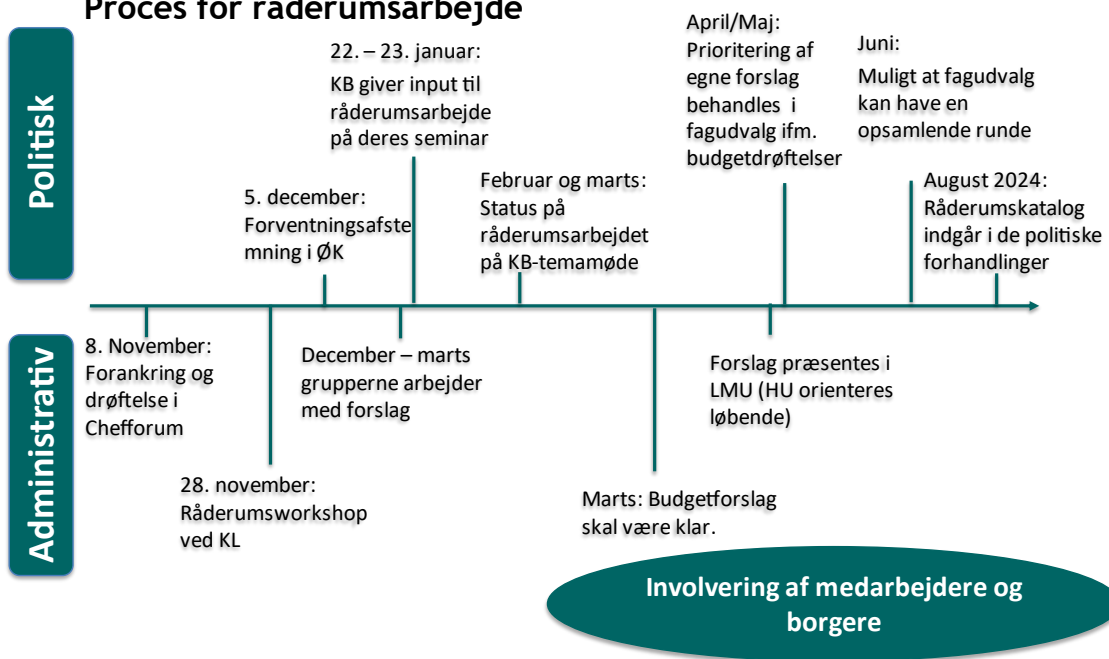 Proces for råderumsarbejde
Politisk
22. – 23. januar:
KB giver input til
råderumsarbejde
på deres seminar
April/Maj:
Prioritering af
egne forslag
behandles i
fagudvalg ifm.
budgetdrøftelser
Juni:
Muligt at fagudvalg
kan have en
opsamlende runde
5. december:
Forventningsafste
mning i ØK
Februar og marts:
Status på
råderumsarbejdet
på KB-temamøde
August 2024:
Råderumskatalog
indgår i de politiske
forhandlinger
Administrativ
8. November:
Forankring og
drøftelse i
Chefforum
December – marts
grupperne arbejder
med forslag
Forslag præsentes i
LMU (HU orienteres
løbende)
28. november:
Råderumsworkshop
ved KL
Marts: Budgetforslag
skal være klar.
Involvering af medarbejdere og
borgere